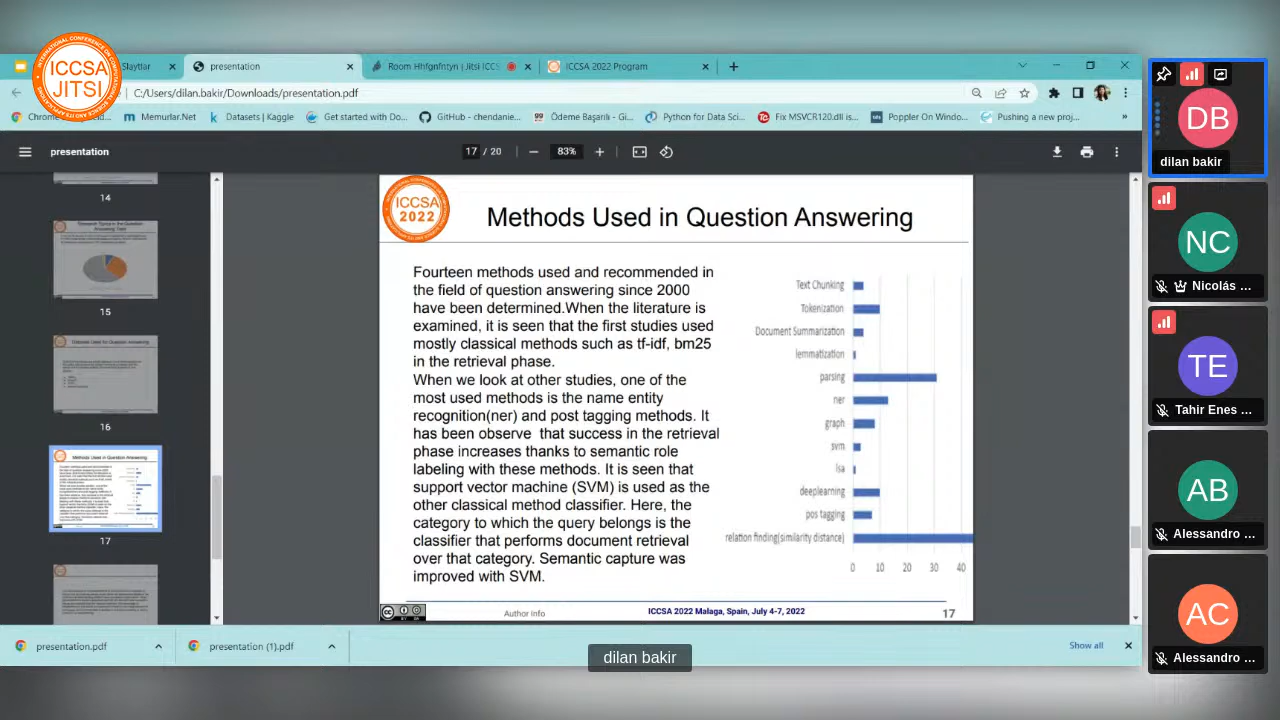 ICCSA
JITSI
Slaytlar
presentation
Room Hhfgnfntyn | Jitsi ICCS
ICCSA 2022 Program
C:/Users/dilan.bakir/Downloads/presentation.pdf
Memurlar.Net
Datasets | Kaggle
Get started with Do...
GitHub - chendanie...
Ödeme Başarılı - Gi...
Python for Data Sci...
Fix MSVCR120.dll is...
Poppler On Windo...
Pushing a new proj...
»
presentation
17 / 20
83%
14
15
16
17
ICCSA
2022
Methods Used in Question Answering
Fourteen methods used and recommended in
the field of question answering since 2000
have been determined.When the literature is
examined, it is seen that the first studies used
mostly classical methods such as tf-idf, bm25
in the retrieval phase.
When we look at other studies, one of the
most used methods is the name entity
recognition(ner) and post tagging methods. It
has been observe that success in the retrieval
phase increases thanks to semantic role
labeling with these methods. It is seen that
support vector machine (SVM) is used as the
other classical method classifier. Here, the
category to which the query belongs is the
classifier that performs document retrieval
over that category. Semantic capture was
improved with SVM.
Text Chunking
Tokenization
Document Summarization
lemmatization
parsing
ner
graph
svm
lsa
deeplearning
pos tagging
relation finding(similarity distance)
0 10 20 30 40
Author info
ICCSA 2022 Malaga, Spain, July 4-7, 2022
17
presentation.pdf
presentation (1).pdf
Show all
dilan bakir
DB
dilan bakir
NC
Nicolás ...
TE
Tahir Enes ...
AB
Alessandro ...
AC
Alessandro ...